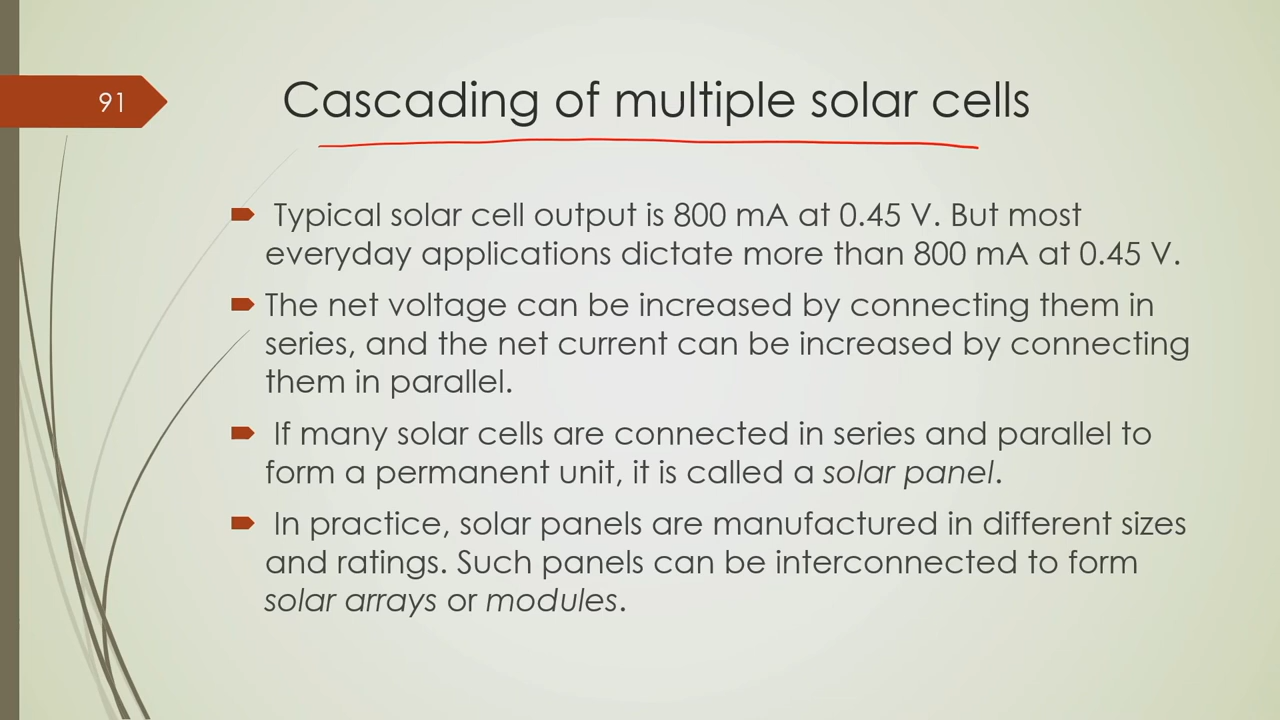 91
Cascading of multiple solar cells
Typical solar cell output is 800 mA at 0.45 V. But most
everyday applications dictate more than 800 mA at 0.45 V.
The net voltage can be increased by connecting them in
series, and the net current can be increased by connecting
them in parallel.
If many solar cells are connected in series and parallel to
form a permanent unit, it is called a solar panel.
In practice, solar panels are manufactured in different sizes
and ratings. Such panels can be interconnected to form
solar arrays or modules.